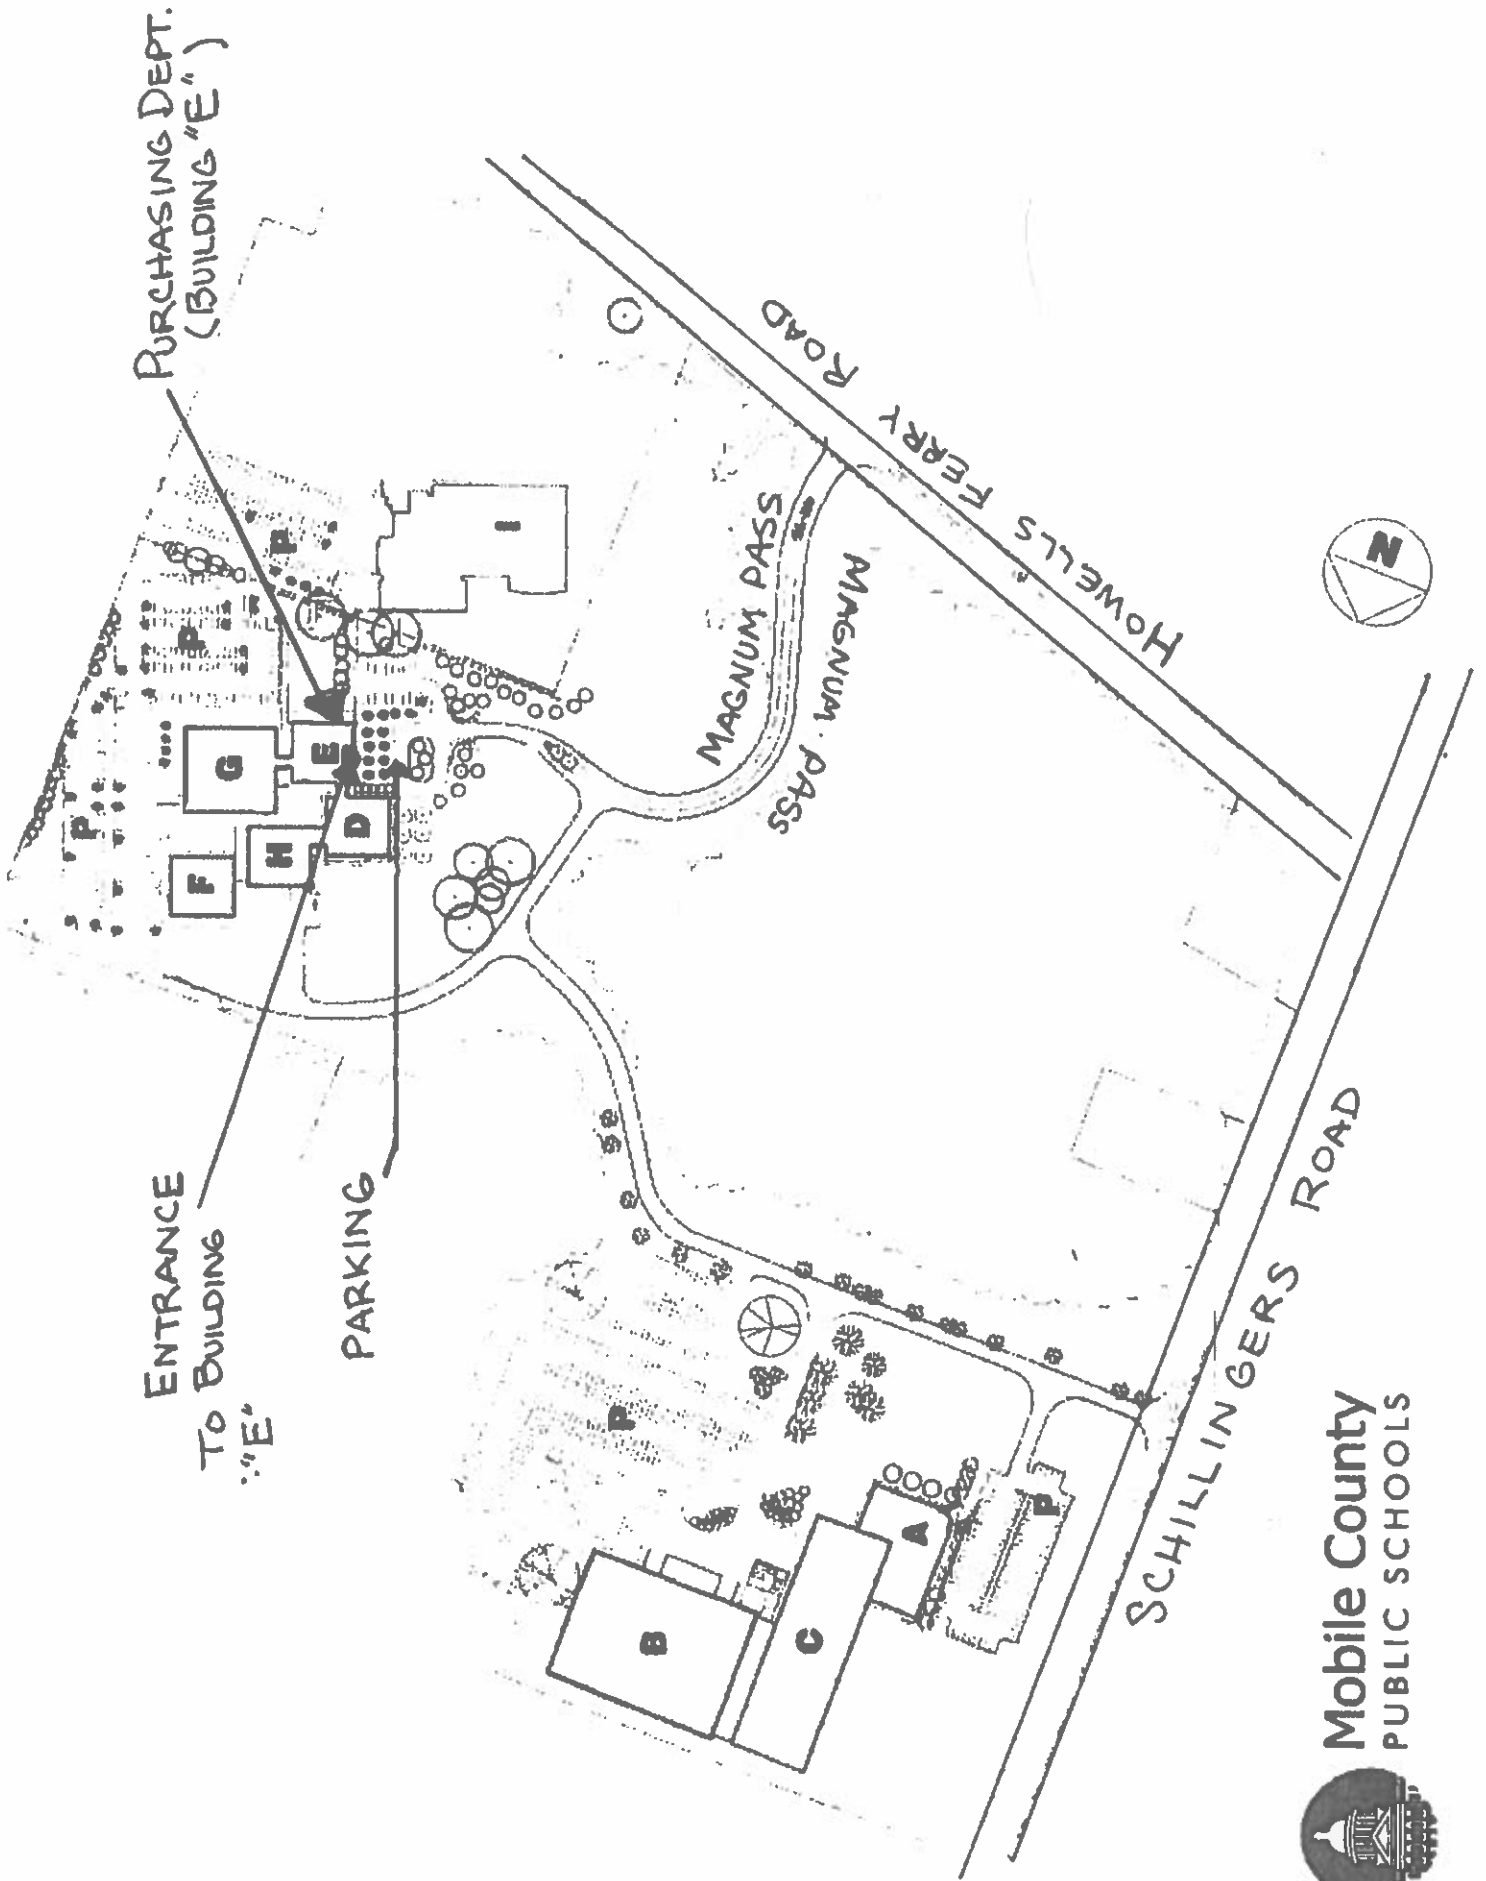 PURCHASING DEPT.
(BUILDING "E")
ENTRANCE
TO BUILDING
"E"
PARKING
P
P
P
G
E
F
H
D
I
MAGNUM PASS
MAGNUM PASS
HOWELLS FERRY ROAD
N
SCHILLINGERS ROAD
P
B
C
A
P
Mobile County
PUBLIC SCHOOLS